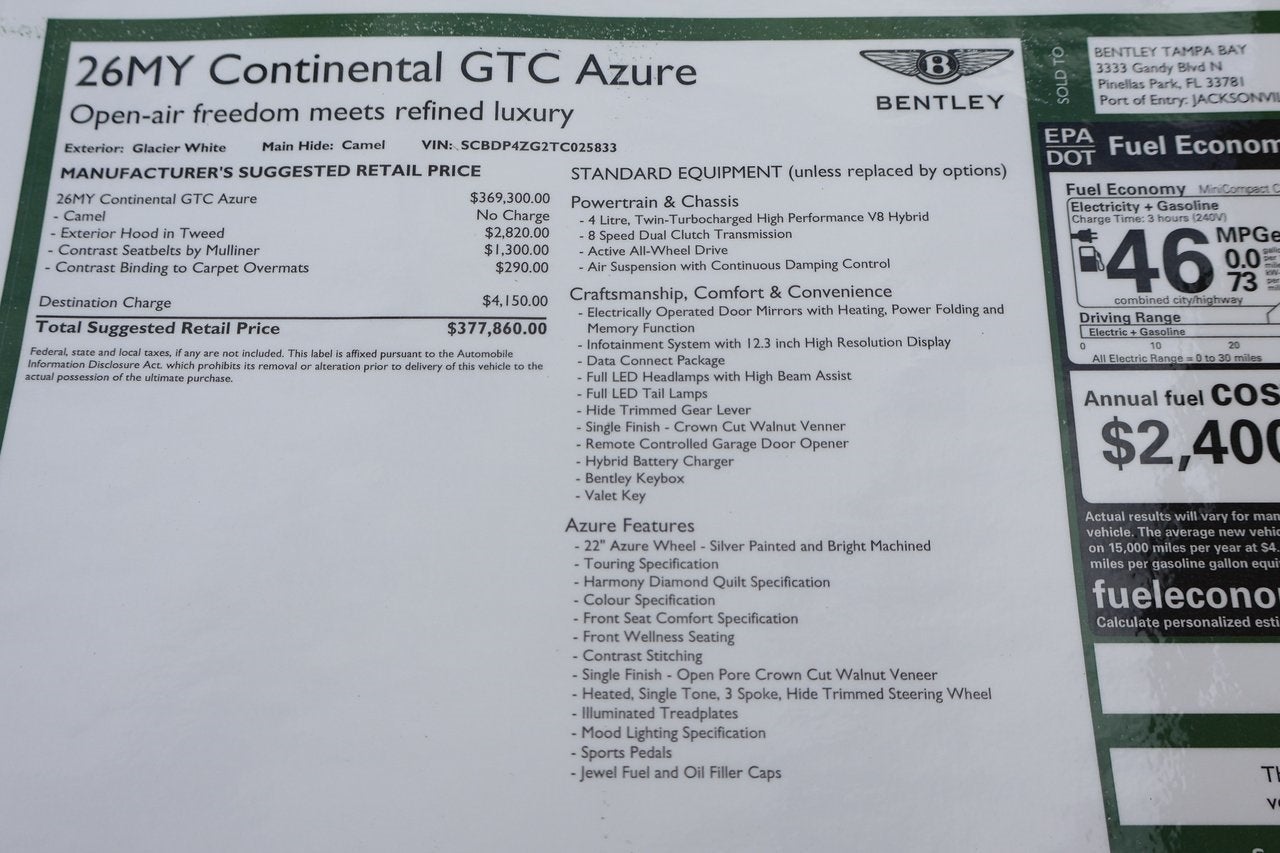 26MY Continental GTC Azure
Open-air freedom meets refined luxury
BENTLEY
Exterior: Glacier White Main Hide: Camel VIN: SCBDP4ZG2TC025833
MANUFACTURER'S SUGGESTED RETAIL PRICE
26MY Continental GTC Azure $369,300.00
- Camel No Charge
- Exterior Hood in Tweed $2,820.00
- Contrast Seatbelts by Mulliner $1,300.00
- Contrast Binding to Carpet Overmats $290.00
Destination Charge $4,150.00
Total Suggested Retail Price $377,860.00
Federal, state and local taxes, if any are not included. This label is affixed pursuant to the Automobile
Information Disclosure Act. which prohibits its removal or alteration prior to delivery of this vehicle to the
actual possession of the ultimate purchase.
STANDARD EQUIPMENT (unless replaced by options)
Powertrain & Chassis
- 4 Litre, Twin-Turbocharged High Performance V8 Hybrid
- 8 Speed Dual Clutch Transmission
- Active All-Wheel Drive
- Air Suspension with Continuous Damping Control
Craftsmanship, Comfort & Convenience
- Electrically Operated Door Mirrors with Heating, Power Folding and
Memory Function
- Infotainment System with 12.3 inch High Resolution Display
- Data Connect Package
- Full LED Headlamps with High Beam Assist
- Full LED Tail Lamps
- Hide Trimmed Gear Lever
- Single Finish - Crown Cut Walnut Venner
- Remote Controlled Garage Door Opener
- Hybrid Battery Charger
- Bentley Keybox
- Valet Key
Azure Features
- 22" Azure Wheel - Silver Painted and Bright Machined
- Touring Specification
- Harmony Diamond Quilt Specification
- Colour Specification
- Front Seat Comfort Specification
- Front Wellness Seating
- Contrast Stitching
- Single Finish - Open Pore Crown Cut Walnut Veneer
- Heated, Single Tone, 3 Spoke, Hide Trimmed Steering Wheel
- Illuminated Treadplates
- Mood Lighting Specification
- Sports Pedals
- Jewel Fuel and Oil Filler Caps
SOLD TO
BENTLEY TAMPA BAY
3333 Gandy Blvd N
Pinellas Park, FL 33781
Port of Entry: JACKSONVI
EPA
DOT
Fuel Econom
Fuel Economy MiniCompact C
Electricity + Gasoline
Charge Time: 3 hours (240V)
46 MPGe
0.0
73
combined city/highway
Driving Range
Electric + Gasoline
0 10 20
All Electric Range = 0 to 30 miles
Annual fuel COS
$2,400
Actual results will vary for man
vehicle. The average new vehic
on 15,000 miles per year at $4.
miles per gasoline gallon equi
fuelecono
Calculate personalized esti